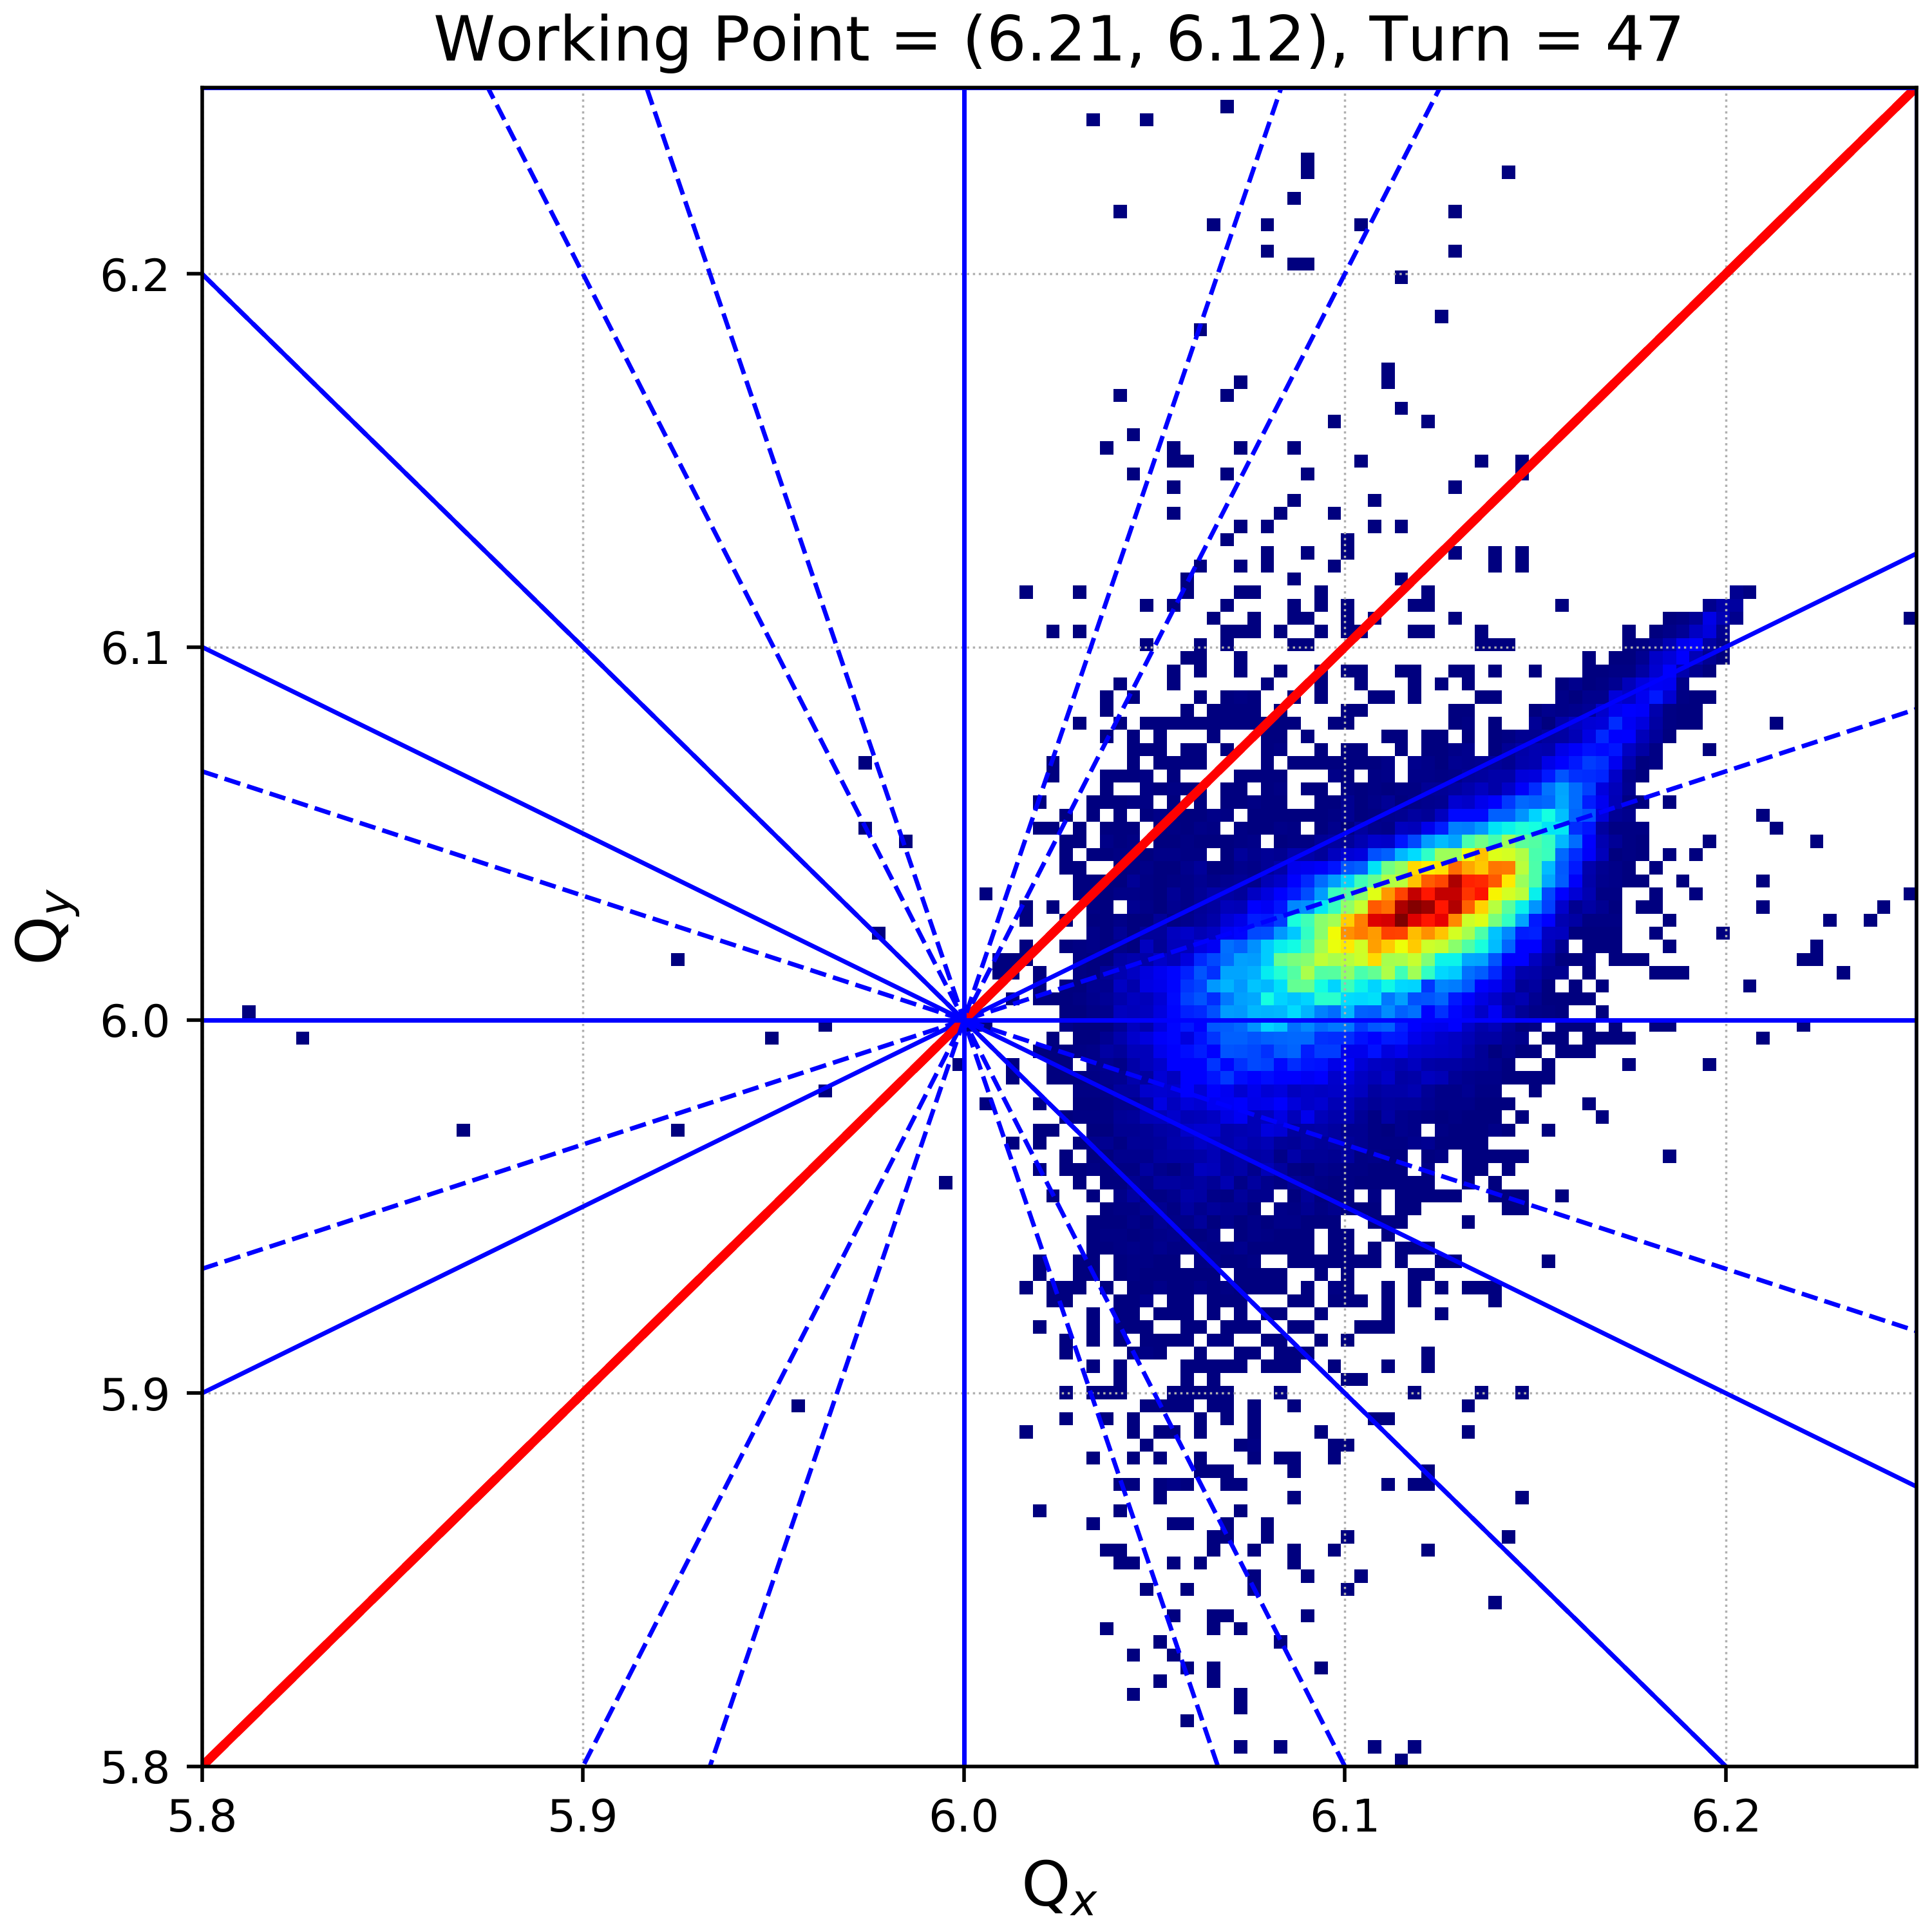 Working Point = (6.21, 6.12), Turn = 47
6.2
6.1
6.0
5.9
5.8
Qy
5.8 5.9 6.0 6.1 6.2
Qx